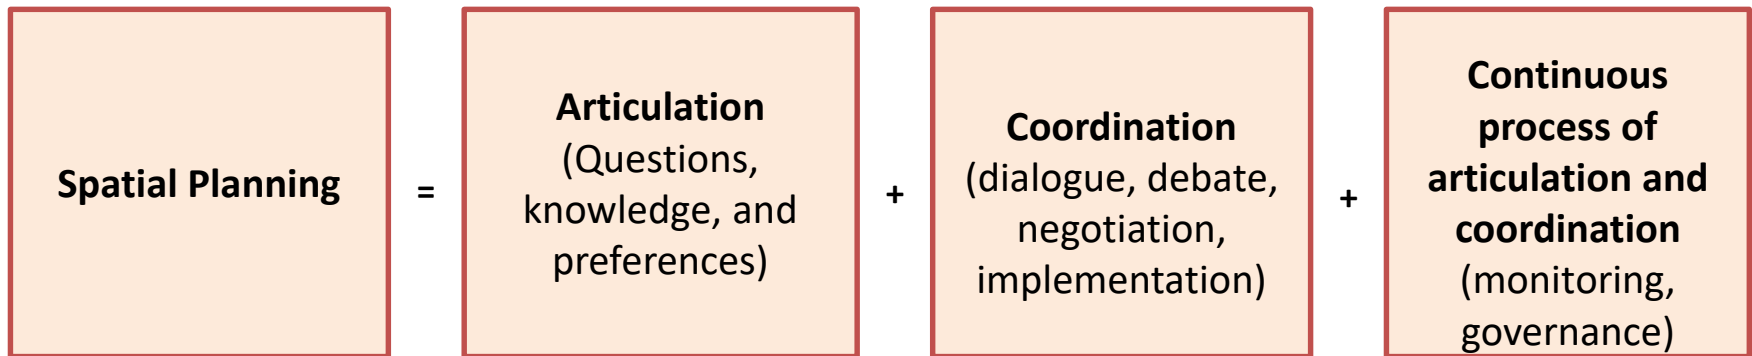 Spatial Planning
=
Articulation
(Questions,
knowledge, and
preferences)
+
Coordination
(dialogue, debate,
negotiation,
implementation)
+
Continuous
process of
articulation and
coordination
(monitoring,
governance)